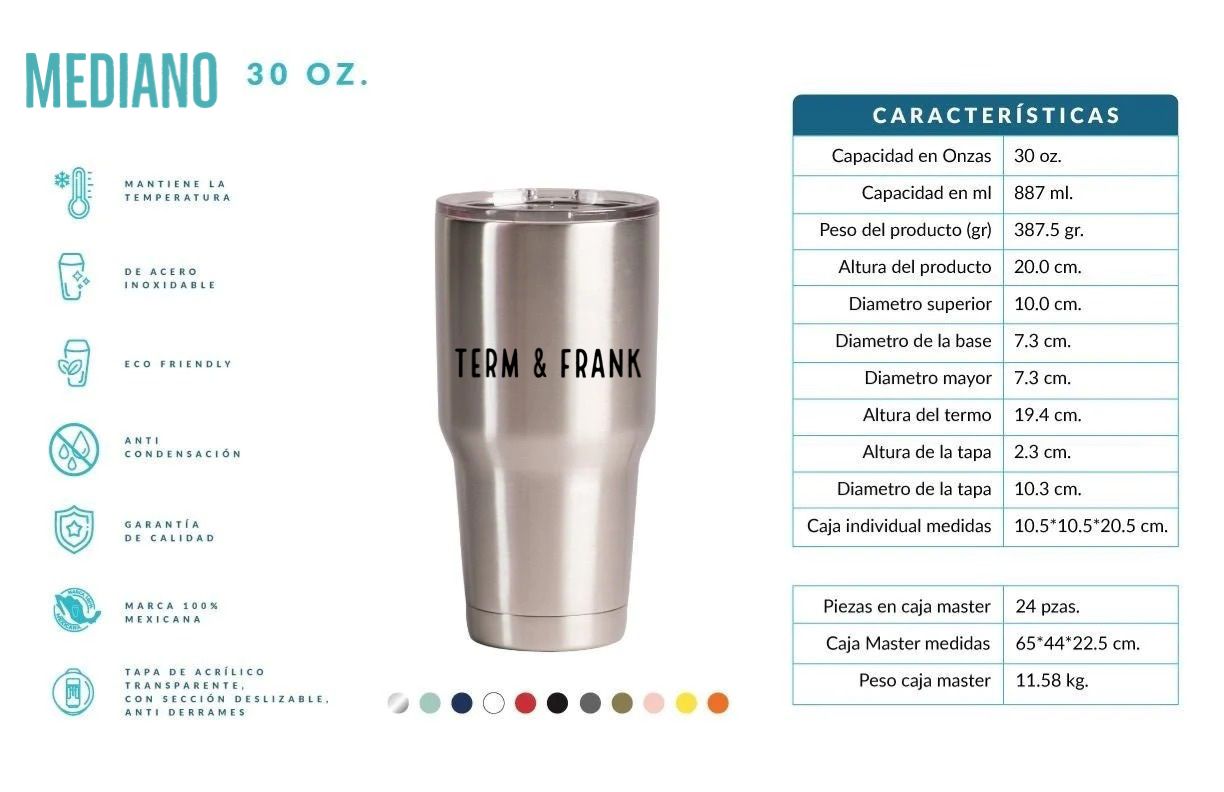 MEDIANO 30 OZ.
MANTIENE LA
TEMPERATURA
DE ACERO
INOXIDABLE
ECO FRIENDLY
ANTI
CONDENSACIÓN
GARANTÍA
DE CALIDAD
MARCA 100%
MEXICANA
TAPA DE ACRÍLICO
TRANSPARENTE,
CON SECCIÓN DESLIZABLE,
ANTI DERRAMES
TERM & FRANK
CARACTERÍSTICAS
Capacidad en Onzas 30 oz.
Capacidad en ml 887 ml.
Peso del producto (gr) 387.5 gr.
Altura del producto 20.0 cm.
Diametro superior 10.0 cm.
Diametro de la base 7.3 cm.
Diametro mayor 7.3 cm.
Altura del termo 19.4 cm.
Altura de la tapa 2.3 cm.
Diametro de la tapa 10.3 cm.
Caja individual medidas 10.5*10.5*20.5 cm.
Piezas en caja master 24 pzas.
Caja Master medidas 65*44*22.5 cm.
Peso caja master 11.58 kg.